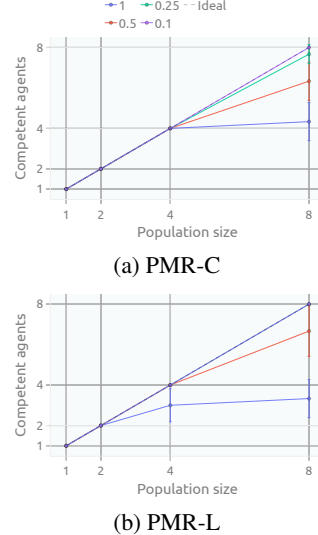 1 0.25 Ideal
0.5 0.1
8
4
2
1
Competent agents
1 2 4 8
Population size
(a) PMR-C
8
4
2
1
Competent agents
1 2 4 8
Population size
(b) PMR-L